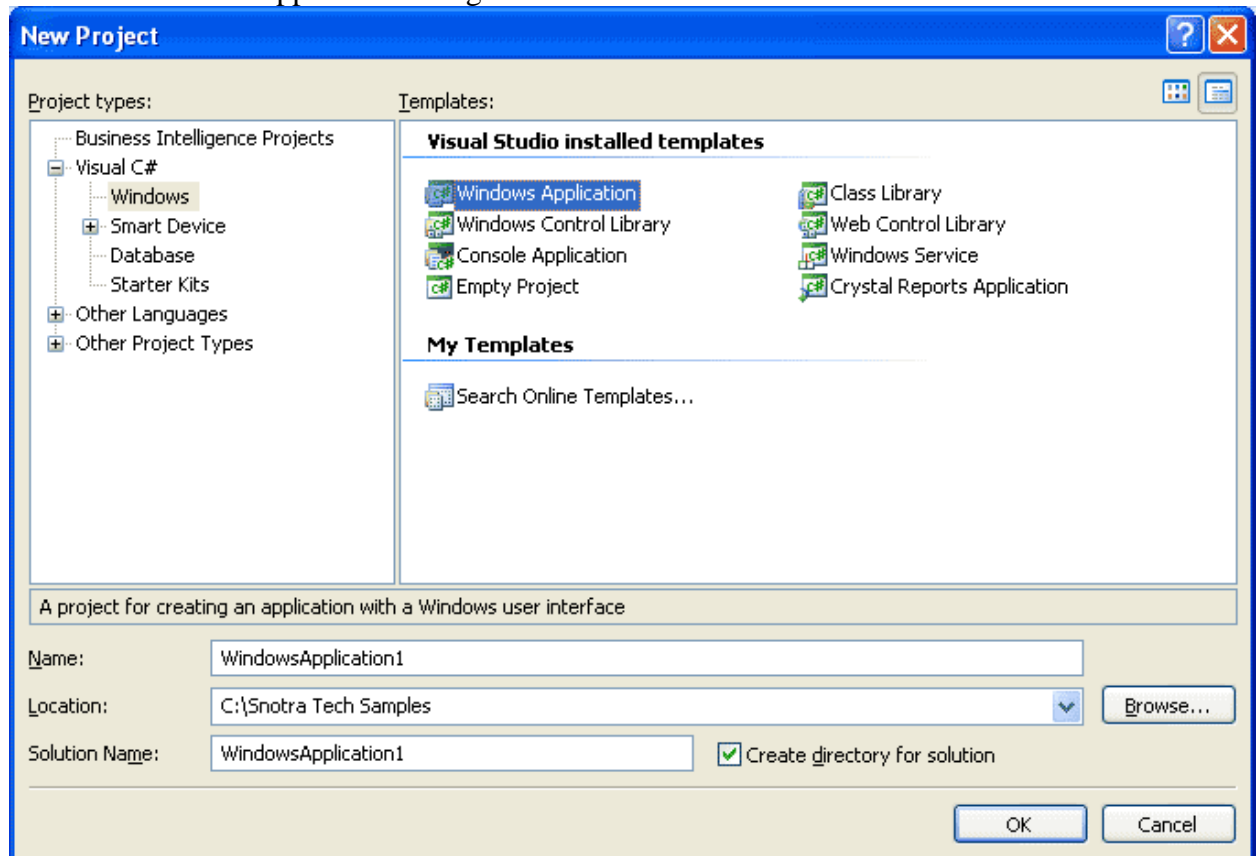 New Project
Project types:
Templates:
Business Intelligence Projects
Visual C#
Windows
Smart Device
Database
Starter Kits
Other Languages
Other Project Types
Visual Studio installed templates
Windows Application
Class Library
Windows Control Library
Web Control Library
Console Application
Windows Service
Empty Project
Crystal Reports Application
My Templates
Search Online Templates...
A project for creating an application with a Windows user interface
Name:
WindowsApplication1
Location:
C:\Snotra Tech Samples
Browse...
Solution Name:
WindowsApplication1
Create directory for solution
OK
Cancel